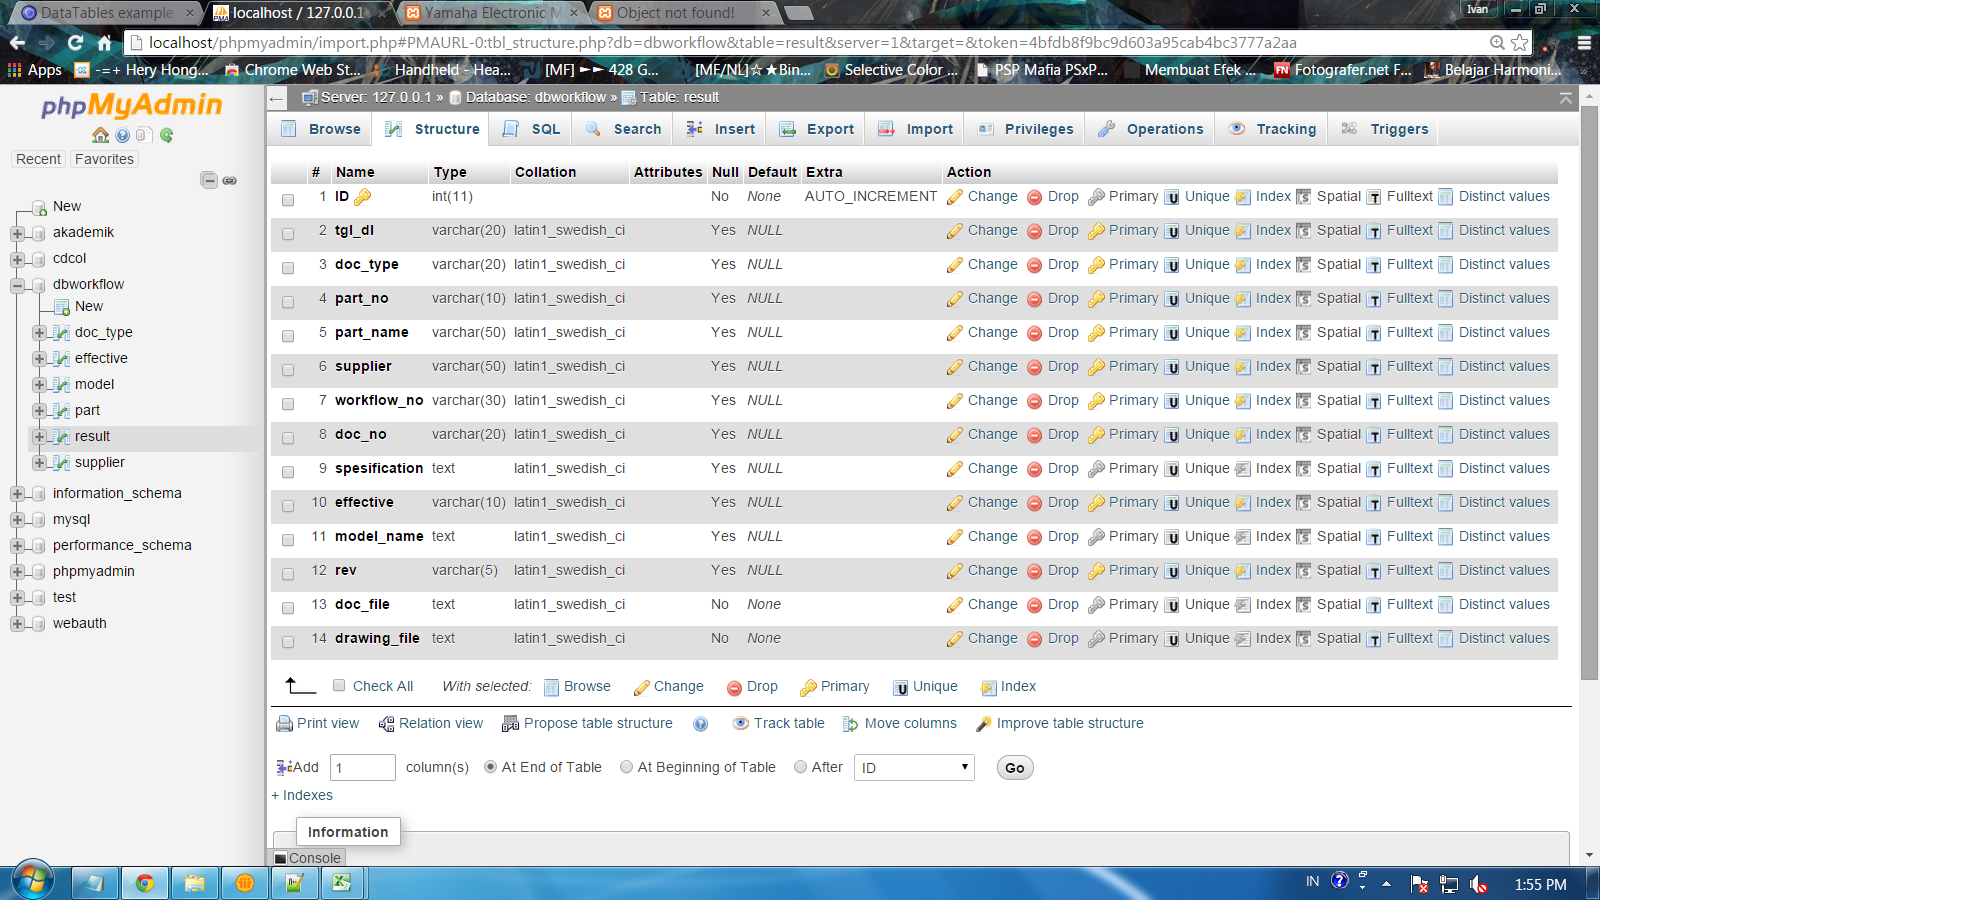 DataTables example
localhost / 127.0.0.1
Yamaha Electronic M
Object not found!
Ivan
localhost/phpmyadmin/import.php#PMAURL-0:tbl_structure.php?db=dbworkflow&table=result&server=1&target=&token=4bfdb8f9bc9d603a95cab4bc3777a2aa
Apps -=+ Hery Hong... Chrome Web St... Handheld - Hea... [MF] ►► 428 G... [MF/NL]☆★Bin... Selective Color ... PSP Mafia PSxP... Membuat Efek ... FN Fotografer.net F... Belajar Harmoni... »
phpMyAdmin
Recent Favorites
New
akademik
cdcol
dbworkflow
New
doc_type
effective
model
part
result
supplier
information_schema
mysql
performance_schema
phpmyadmin
test
webauth
Server: 127.0.0.1 » Database: dbworkflow » Table: result
Browse Structure SQL Search Insert Export Import Privileges Operations Tracking Triggers
# Name Type Collation Attributes Null Default Extra Action
1 ID int(11) No None AUTO_INCREMENT Change Drop Primary Unique Index Spatial Fulltext Distinct values
2 tgl_dl varchar(20) latin1_swedish_ci Yes NULL Change Drop Primary Unique Index Spatial Fulltext Distinct values
3 doc_type varchar(20) latin1_swedish_ci Yes NULL Change Drop Primary Unique Index Spatial Fulltext Distinct values
4 part_no varchar(10) latin1_swedish_ci Yes NULL Change Drop Primary Unique Index Spatial Fulltext Distinct values
5 part_name varchar(50) latin1_swedish_ci Yes NULL Change Drop Primary Unique Index Spatial Fulltext Distinct values
6 supplier varchar(50) latin1_swedish_ci Yes NULL Change Drop Primary Unique Index Spatial Fulltext Distinct values
7 workflow_no varchar(30) latin1_swedish_ci Yes NULL Change Drop Primary Unique Index Spatial Fulltext Distinct values
8 doc_no varchar(20) latin1_swedish_ci Yes NULL Change Drop Primary Unique Index Spatial Fulltext Distinct values
9 spesification text latin1_swedish_ci Yes NULL Change Drop Primary Unique Index Spatial Fulltext Distinct values
10 effective varchar(10) latin1_swedish_ci Yes NULL Change Drop Primary Unique Index Spatial Fulltext Distinct values
11 model_name text latin1_swedish_ci Yes NULL Change Drop Primary Unique Index Spatial Fulltext Distinct values
12 rev varchar(5) latin1_swedish_ci Yes NULL Change Drop Primary Unique Index Spatial Fulltext Distinct values
13 doc_file text latin1_swedish_ci No None Change Drop Primary Unique Index Spatial Fulltext Distinct values
14 drawing_file text latin1_swedish_ci No None Change Drop Primary Unique Index Spatial Fulltext Distinct values
Check All With selected: Browse Change Drop Primary Unique Index
Print view Relation view Propose table structure Track table Move columns Improve table structure
Add 1 column(s) At End of Table At Beginning of Table After ID Go
+ Indexes
Information
Console
IN 1:55 PM